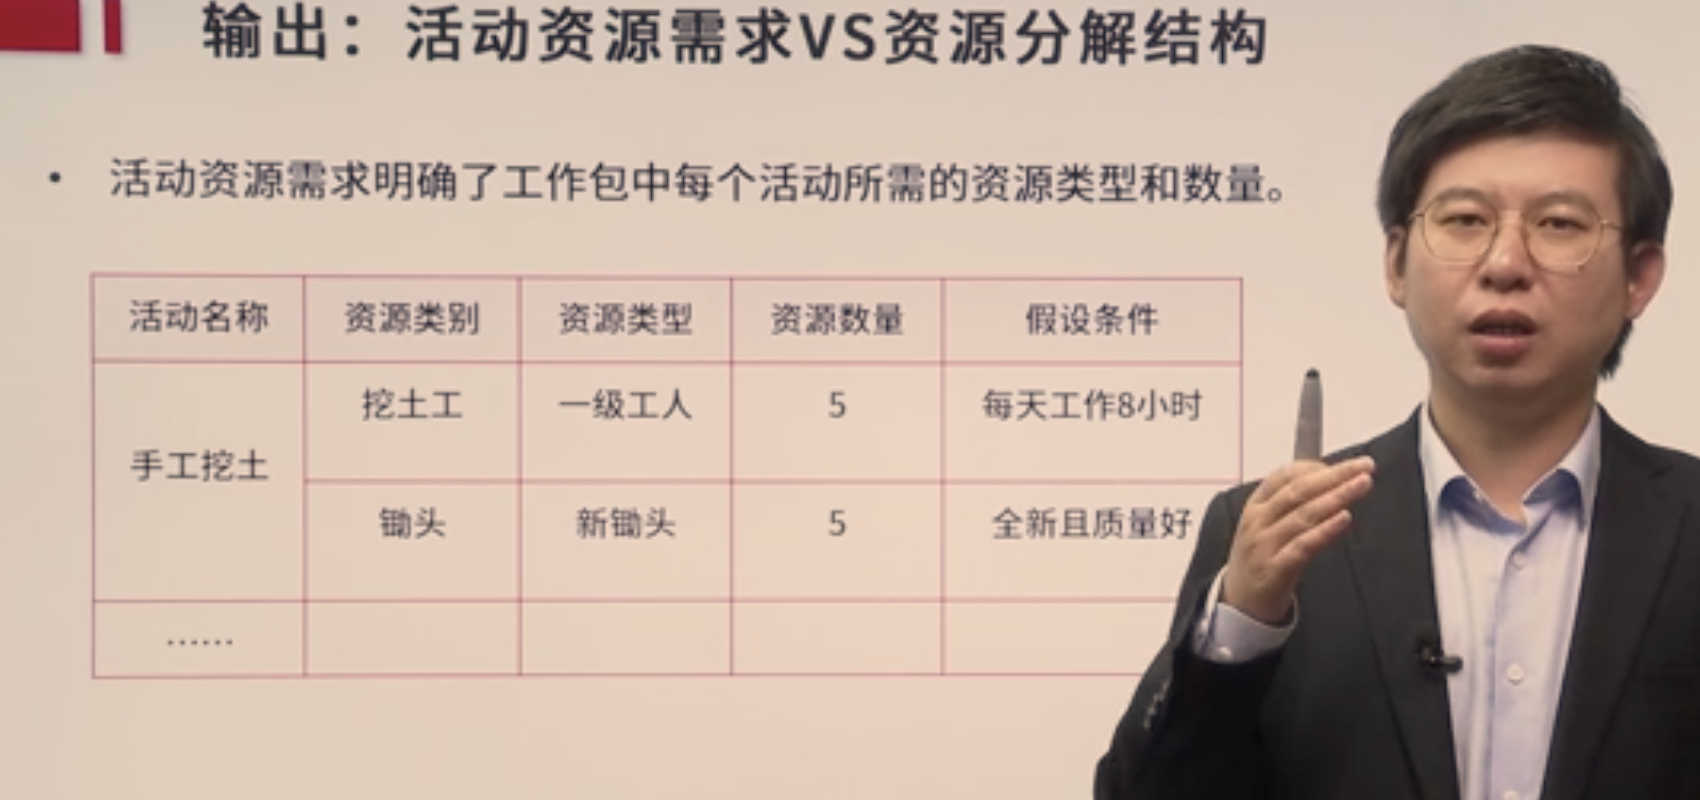 输出：活动资源需求VS资源分解结构
• 活动资源需求明确了工作包中每个活动所需的资源类型和数量。
活动名称 资源类别 资源类型 资源数量 假设条件
手工挖土 挖土工 一级工人 5 每天工作8小时
锄头 新锄头 5 全新且质量好
……